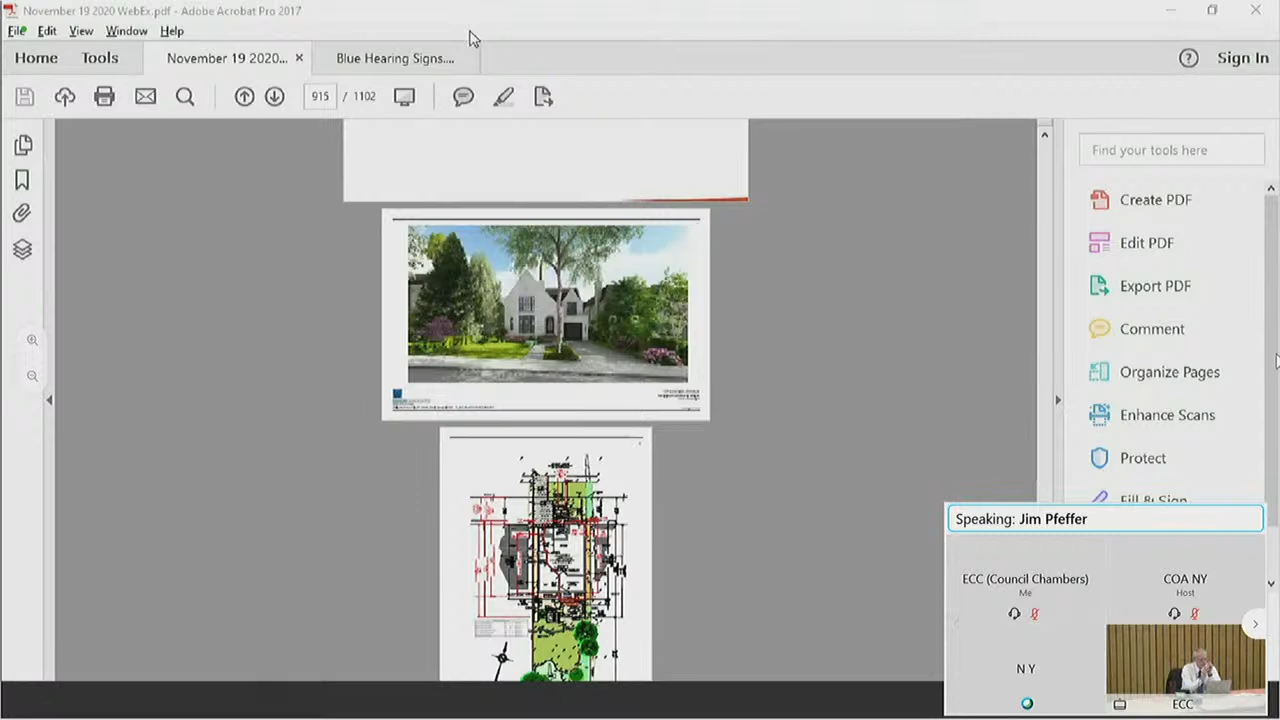 November 19 2020 WebEx.pdf - Adobe Acrobat Pro 2017
File Edit View Window Help
Home Tools November 19 2020... × Blue Hearing Signs.... ? Sign In
915 / 1102
Find your tools here
Create PDF
Edit PDF
Export PDF
Comment
Organize Pages
Enhance Scans
Protect
Fill & Sign
Speaking: Jim Pfeffer
ECC (Council Chambers)
Me
COA NY
Host
N Y
ECC